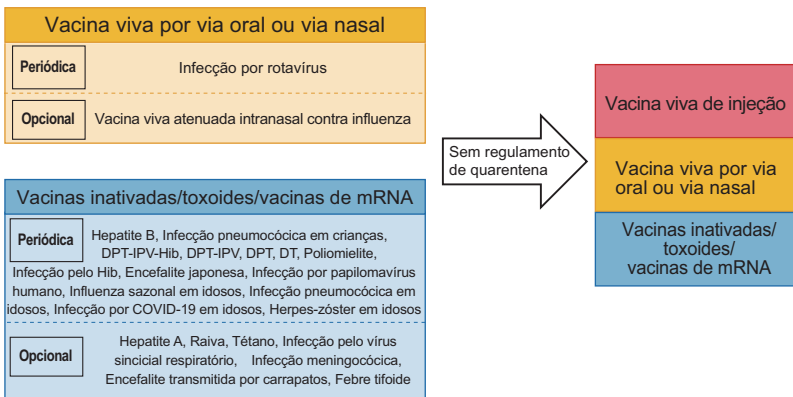 Vacina viva por via oral ou via nasal
Periódica
Infecção por rotavírus
Opcional
Vacina viva atenuada intranasal contra influenza
Vacinas inativadas/toxoides/vacinas de mRNA
Periódica
Hepatite B, Infecção pneumocócica em crianças,
DPT-IPV-Hib, DPT-IPV, DPT, DT, Poliomielite,
Infecção pelo Hib, Encefalite japonesa, Infecção por papilomavírus
humano, Influenza sazonal em idosos, Infecção pneumocócica em
idosos, Infecção por COVID-19 em idosos, Herpes-zóster em idosos
Opcional
Hepatite A, Raiva, Tétano, Infecção pelo vírus
sincicial respiratório, Infecção meningocócica,
Encefalite transmitida por carrapatos, Febre tifoide
Sem regulamento
de quarentena
Vacina viva de injeção
Vacina viva por via
oral ou via nasal
Vacinas inativadas/
toxoides/
vacinas de mRNA